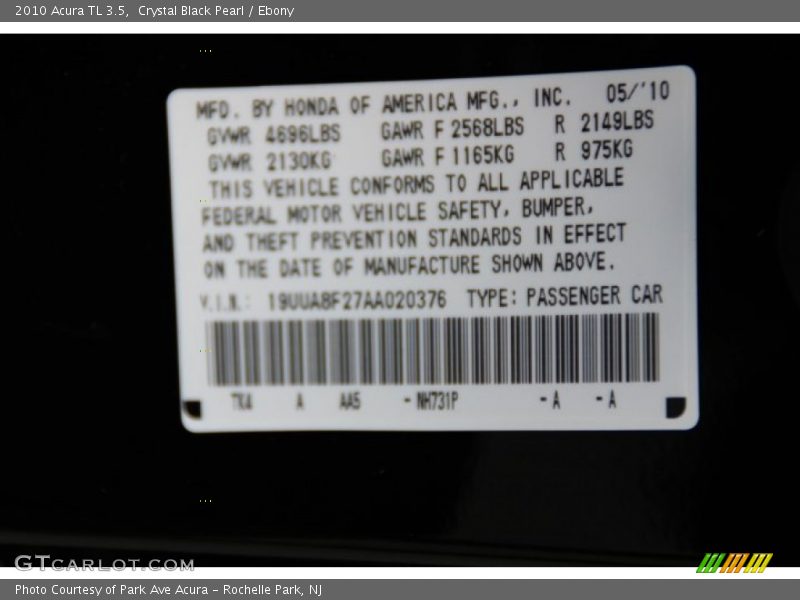 2010 Acura TL 3.5,  Crystal Black Pearl / Ebony
MFD. BY HONDA OF AMERICA MFG., INC. 05/'10
GVWR 4696LBS GAWR F 2568LBS R 2149LBS
GVWR 2130KG GAWR F 1165KG R 975KG
THIS VEHICLE CONFORMS TO ALL APPLICABLE
FEDERAL MOTOR VEHICLE SAFETY, BUMPER,
AND THEFT PREVENTION STANDARDS IN EFFECT
ON THE DATE OF MANUFACTURE SHOWN ABOVE.
V.I.N.: 19UUA8F27AA020376 TYPE: PASSENGER CAR
TK4 A AA5 -NH731P -A -A
GTCARLOT.COM
Photo Courtesy of Park Ave Acura - Rochelle Park, NJ